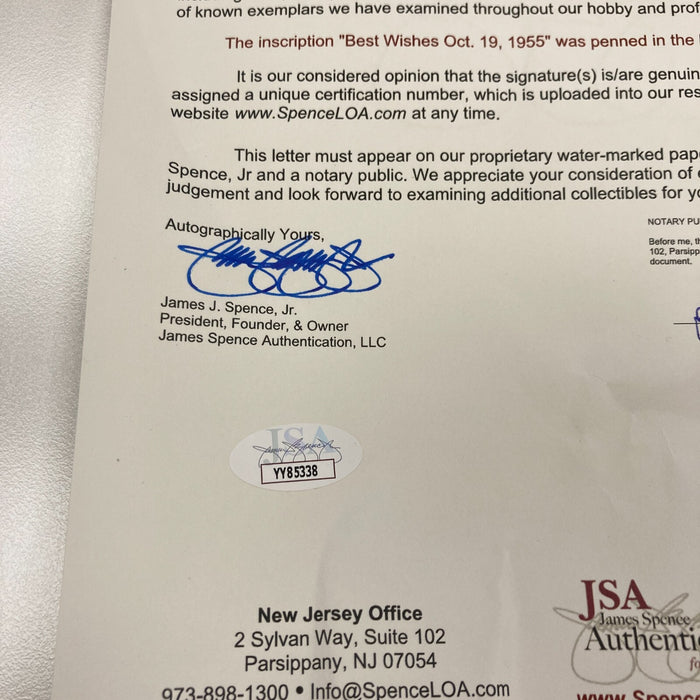 of known exemplars we have examined throughout our hobby and prof
The inscription "Best Wishes Oct. 19, 1955" was penned in the
It is our considered opinion that the signature(s) is/are genuin
assigned a unique certification number, which is uploaded into our res
website www.SpenceLOA.com at any time.
This letter must appear on our proprietary water-marked pap
Spence, Jr and a notary public. We appreciate your consideration of
judgement and look forward to examining additional collectibles for yo
Autographically Yours,
James J. Spence, Jr.
President, Founder, & Owner
James Spence Authentication, LLC
NOTARY PU
Before me, th
102, Parsipp
document.
JSA
YY85338
New Jersey Office
2 Sylvan Way, Suite 102
Parsippany, NJ 07054
973-898-1300 • Info@SpenceLOA.com
JSA
James Spence
Authenti
fo
www.Spenc